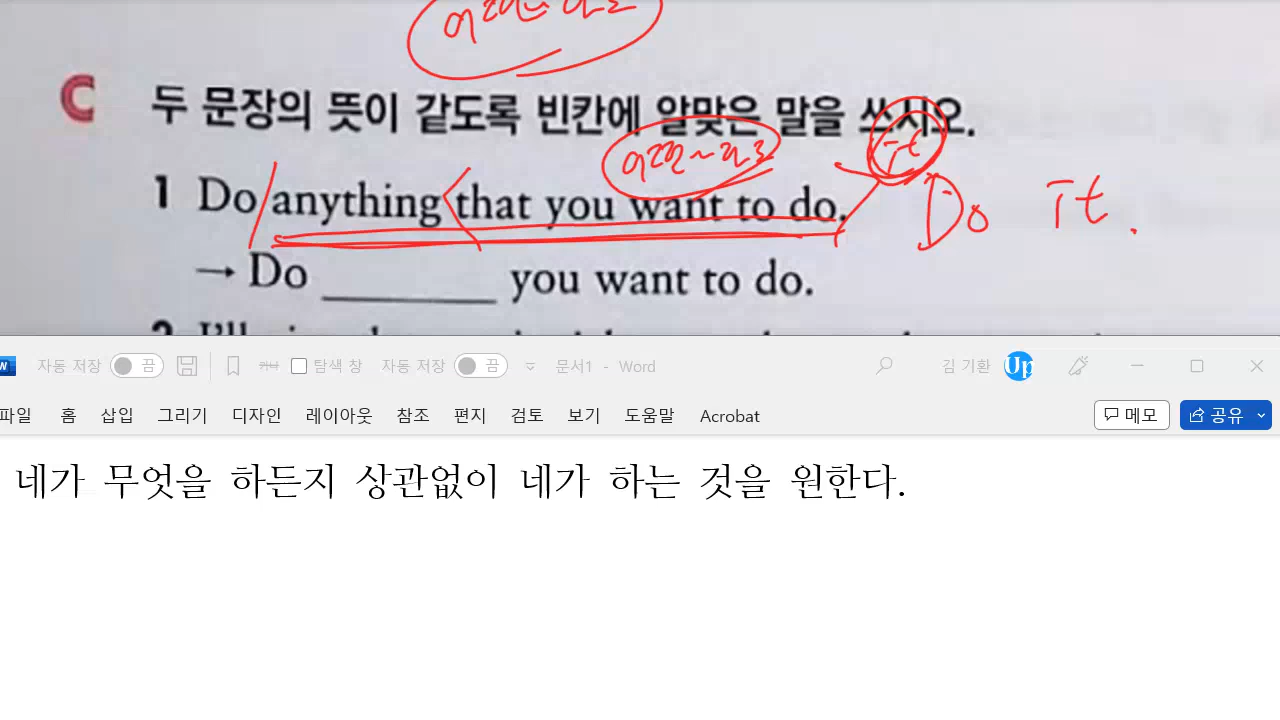 C 두 문장의 뜻이 같도록 빈칸에 알맞은 말을 쓰시오.
1 Do anything that you want to do.
Do It.
→ Do ________ you want to do.
자동 저장 끔 탐색 창 자동 저장 끔 문서1 - Word 김 기환
파일 홈 삽입 그리기 디자인 레이아웃 참조 편지 검토 보기 도움말 Acrobat 메모 공유
네가 무엇을 하든지 상관없이 네가 하는 것을 원한다.